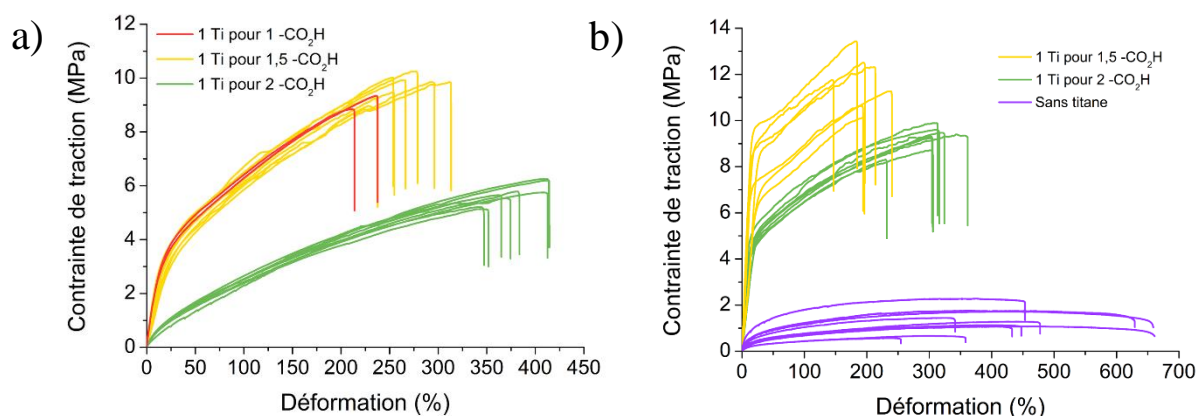 a)
12
10
8
6
4
2
0
Contrainte de traction (MPa)
1 Ti pour 1 -CO₂H
1 Ti pour 1,5 -CO₂H
1 Ti pour 2 -CO₂H
0 50 100 150 200 250 300 350 400 450
Déformation (%)
b)
14
12
10
8
6
4
2
0
Contrainte de traction (MPa)
1 Ti pour 1,5 -CO₂H
1 Ti pour 2 -CO₂H
Sans titane
0 100 200 300 400 500 600 700
Déformation (%)